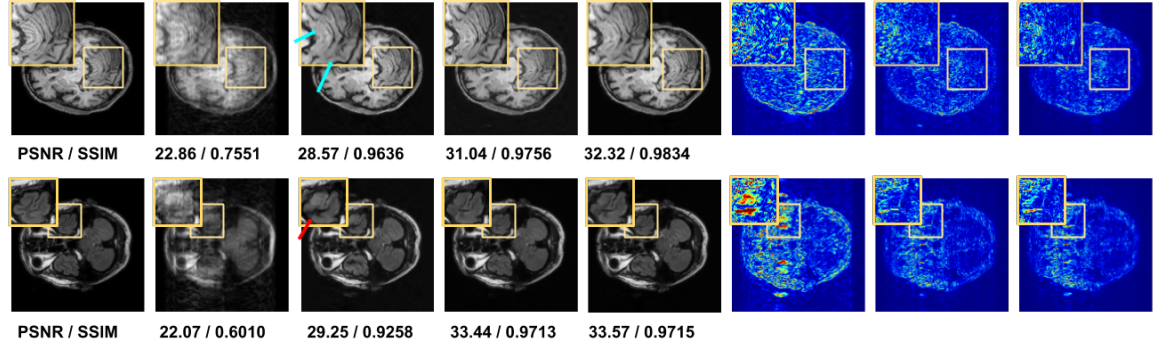 PSNR / SSIM 22.86 / 0.7551 28.57 / 0.9636 31.04 / 0.9756 32.32 / 0.9834
PSNR / SSIM 22.07 / 0.6010 29.25 / 0.9258 33.44 / 0.9713 33.57 / 0.9715